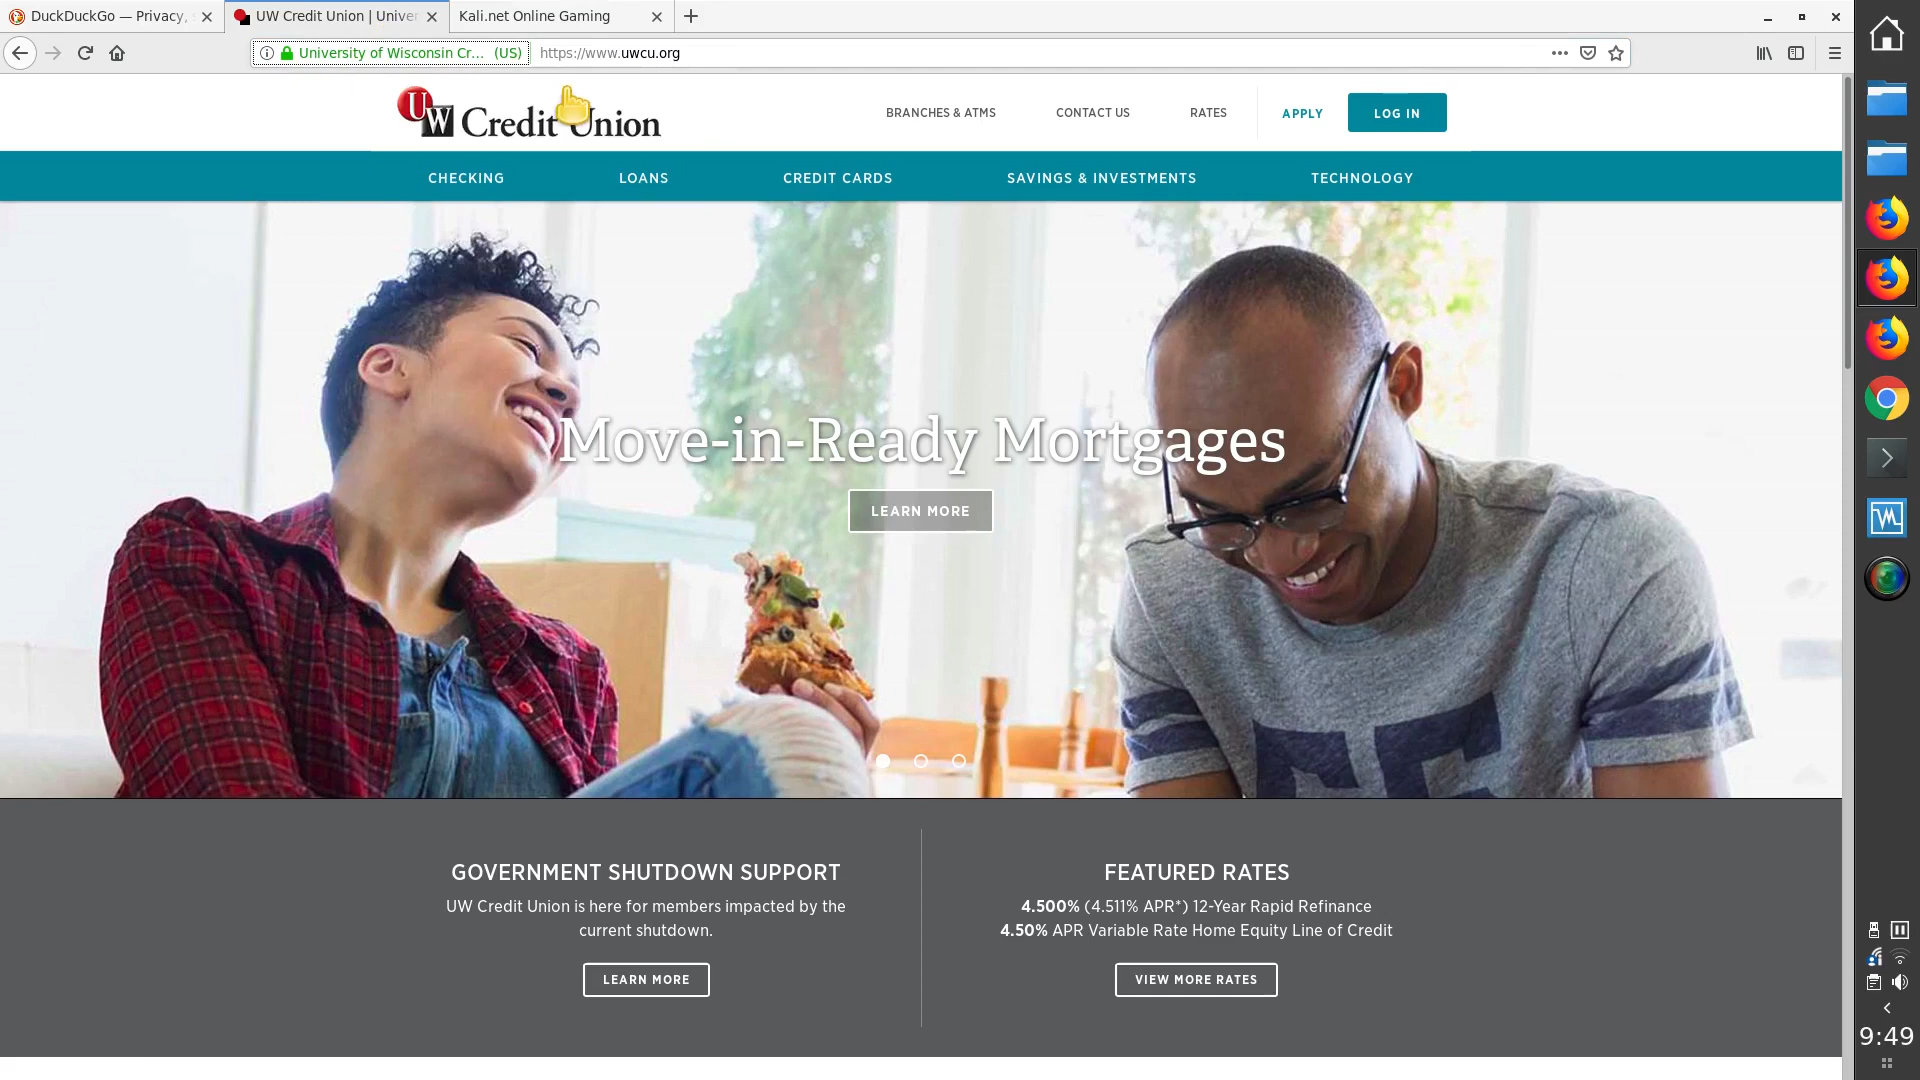 DuckDuckGo — Privacy,
UW Credit Union | Univer
Kali.net Online Gaming
University of Wisconsin Cr... (US)
https://www.uwcu.org
UW Credit Union
BRANCHES & ATMS
CONTACT US
RATES
APPLY
LOG IN
CHECKING
LOANS
CREDIT CARDS
SAVINGS & INVESTMENTS
TECHNOLOGY
Move-in-Ready Mortgages
LEARN MORE
GOVERNMENT SHUTDOWN SUPPORT
UW Credit Union is here for members impacted by the
current shutdown.
LEARN MORE
FEATURED RATES
4.500% (4.511% APR*) 12-Year Rapid Refinance
4.50% APR Variable Rate Home Equity Line of Credit
VIEW MORE RATES
9:49